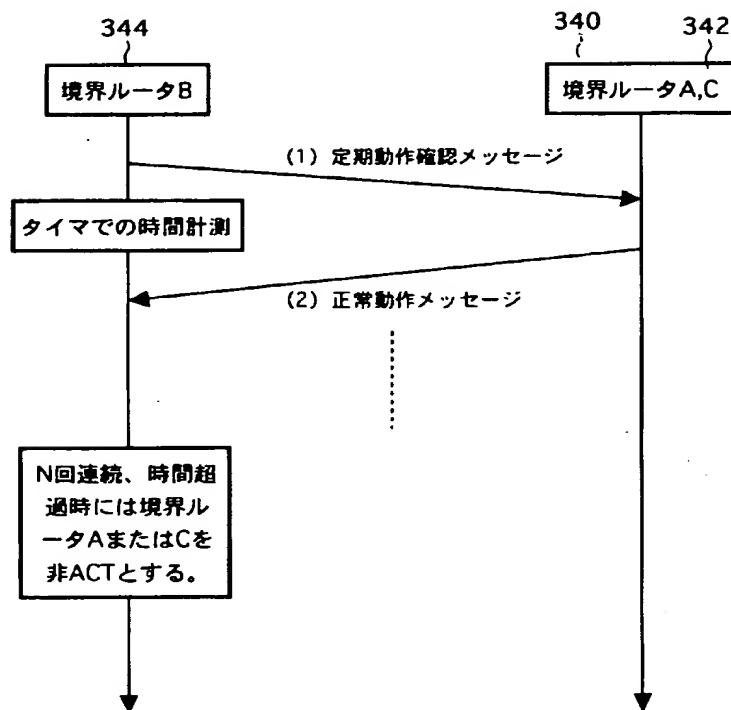 344
340
342
境界ルータB
境界ルータA,C
(1) 定期動作確認メッセージ
タイマでの時間計測
(2) 正常動作メッセージ
N回連続、時間超
過時には境界ル
ータAまたはCを
非ACTとする。